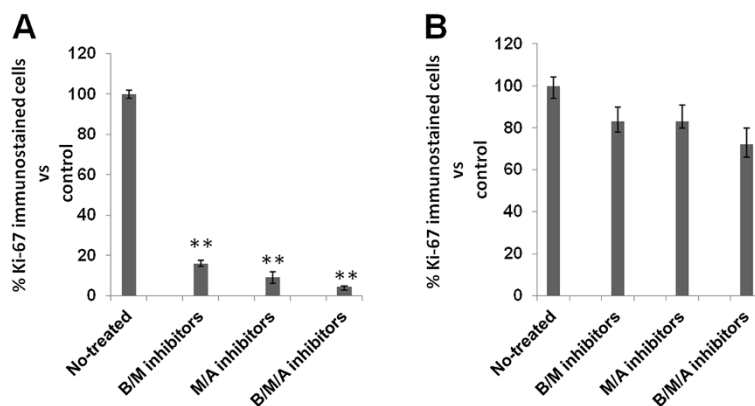 A
% Ki-67 immunostained cells
vs
control
120
100
80
60
40
20
0
**
**
**
No-treated
B/M inhibitors
M/A inhibitors
B/M/A inhibitors
B
% Ki-67 immunostained cells
vs
control
120
100
80
60
40
20
0
No-treated
B/M inhibitors
M/A inhibitors
B/M/A inhibitors